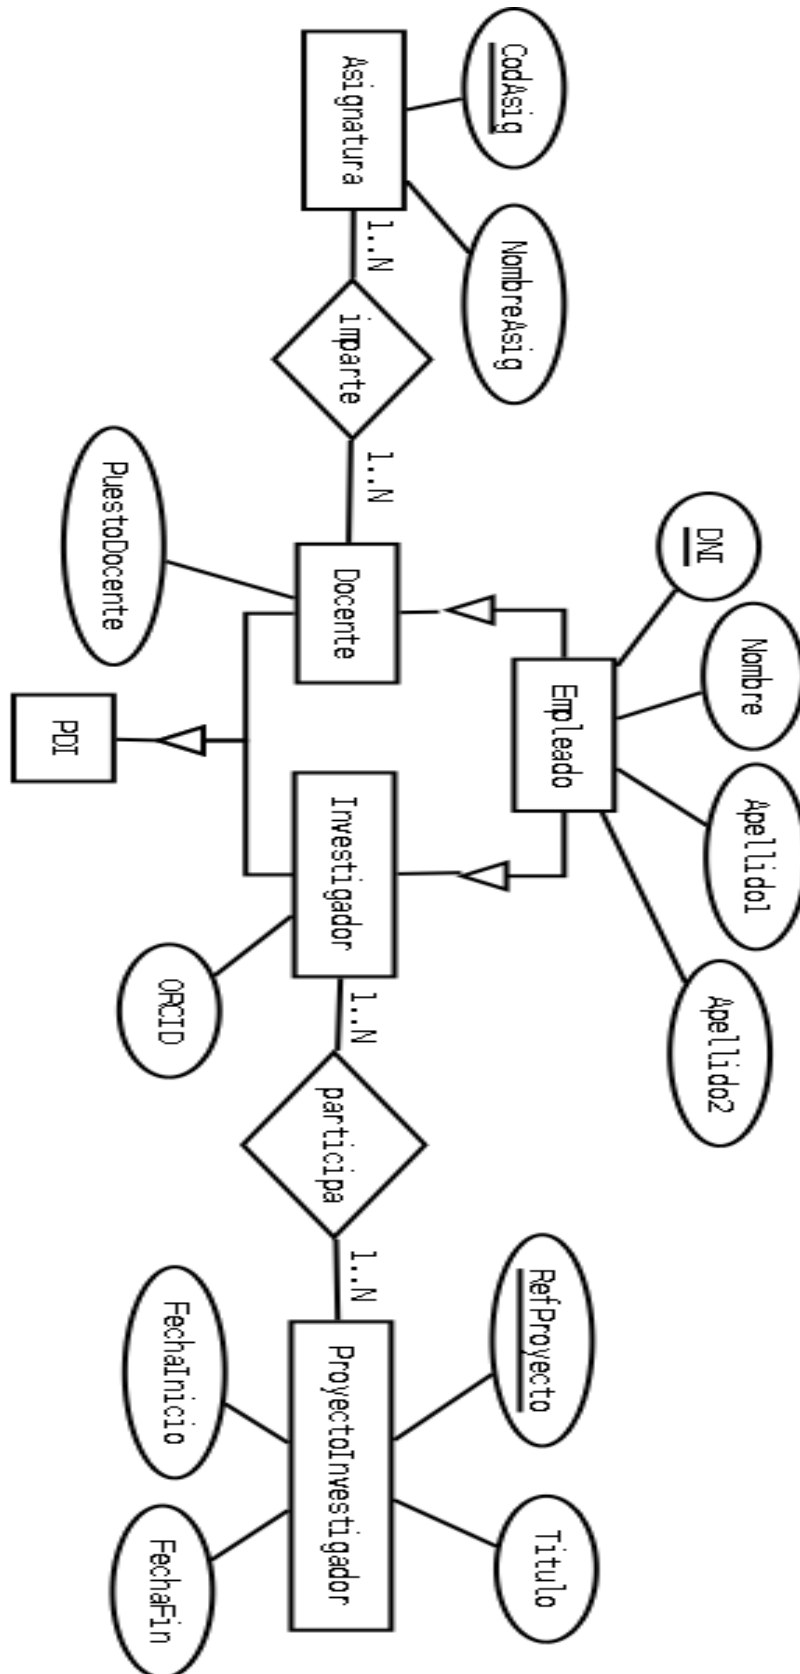 DNI
Nombre
Apellido1
Apellido2
CodAsig
NombreAsig
Empleado
RefProyecto
Titulo
Asignatura
1..N
imparte
1..N
Docente
Investigador
1..N
participa
1..N
ProyectoInvestigador
PuestoDocente
ORCID
FechaInicio
FechaFin
PDI